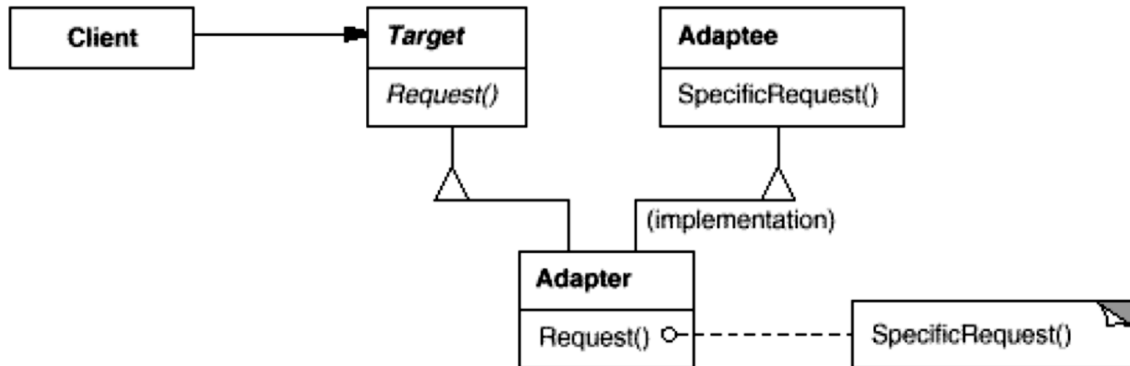 Client
Target
Request()
Adaptee
SpecificRequest()
(implementation)
Adapter
Request()
SpecificRequest()